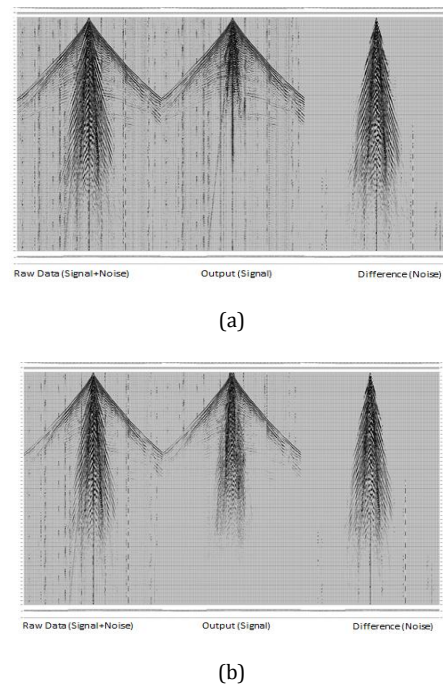 Raw Data (Signal+Noise) Output (Signal) Difference (Noise)
(a)
Raw Data (Signal+Noise) Output (Signal) Difference (Noise)
(b)